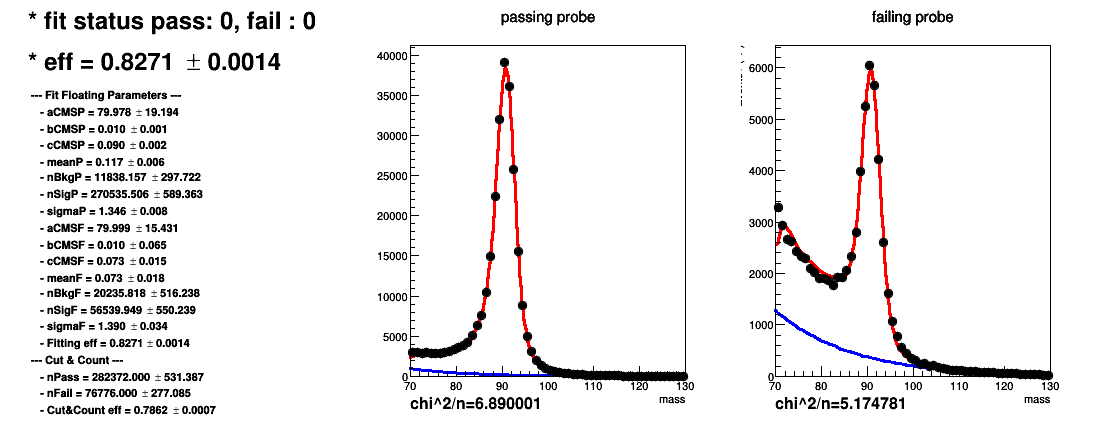 * fit status pass: 0, fail : 0
* eff = 0.8271 ± 0.0014
--- Fit Floating Parameters ---
- aCMSP = 79.978 ± 19.194
- bCMSP = 0.010 ± 0.001
- cCMSP = 0.090 ± 0.002
- meanP = 0.117 ± 0.006
- nBkgP = 11838.157 ± 297.722
- nSigP = 270535.506 ± 589.363
- sigmaP = 1.346 ± 0.008
- aCMSF = 79.999 ± 15.431
- bCMSF = 0.010 ± 0.065
- cCMSF = 0.073 ± 0.015
- meanF = 0.073 ± 0.018
- nBkgF = 20235.818 ± 516.238
- nSigF = 56539.949 ± 550.239
- sigmaF = 1.390 ± 0.034
- Fitting eff = 0.8271 ± 0.0014
--- Cut & Count ---
- nPass = 282372.000 ± 531.387
- nFail = 76776.000 ± 277.085
- Cut&Count eff = 0.7862 ± 0.0007
passing probe
40000
35000
30000
25000
20000
15000
10000
5000
0
70 80 90 100 110 120 130
mass
chi^2/n=6.890001
failing probe
6000
5000
4000
3000
2000
1000
0
70 80 90 100 110 120 130
mass
chi^2/n=5.174781